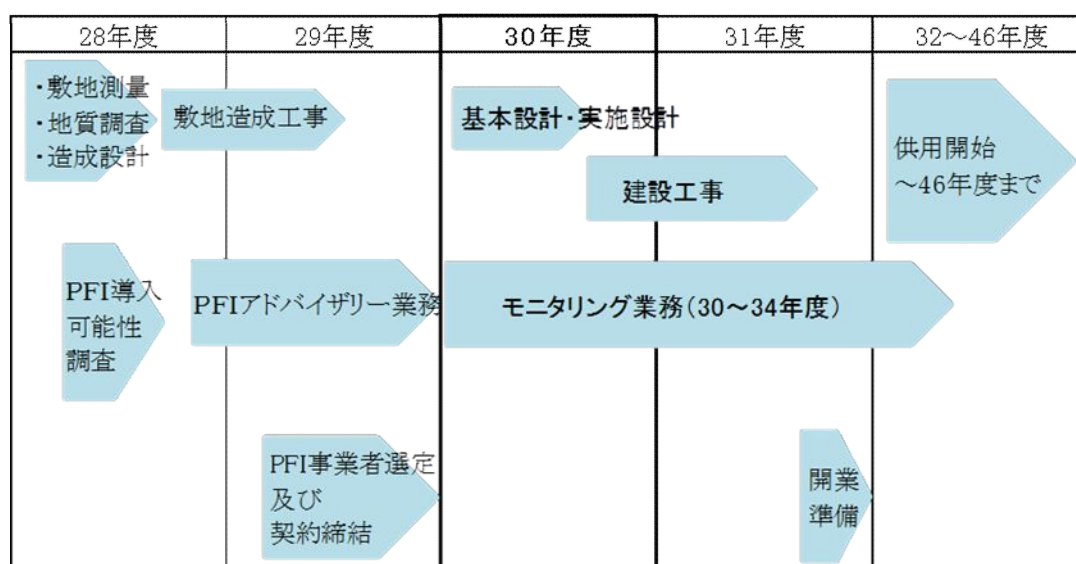 28年度
29年度
30年度
31年度
32～46年度
・敷地測量
・地質調査
・造成設計
敷地造成工事
基本設計・実施設計
建設工事
供用開始
～46年度まで
PFI導入
可能性
調査
PFIアドバイザリー業務
モニタリング業務(30～34年度)
PFI事業者選定
及び
契約締結
開業
準備